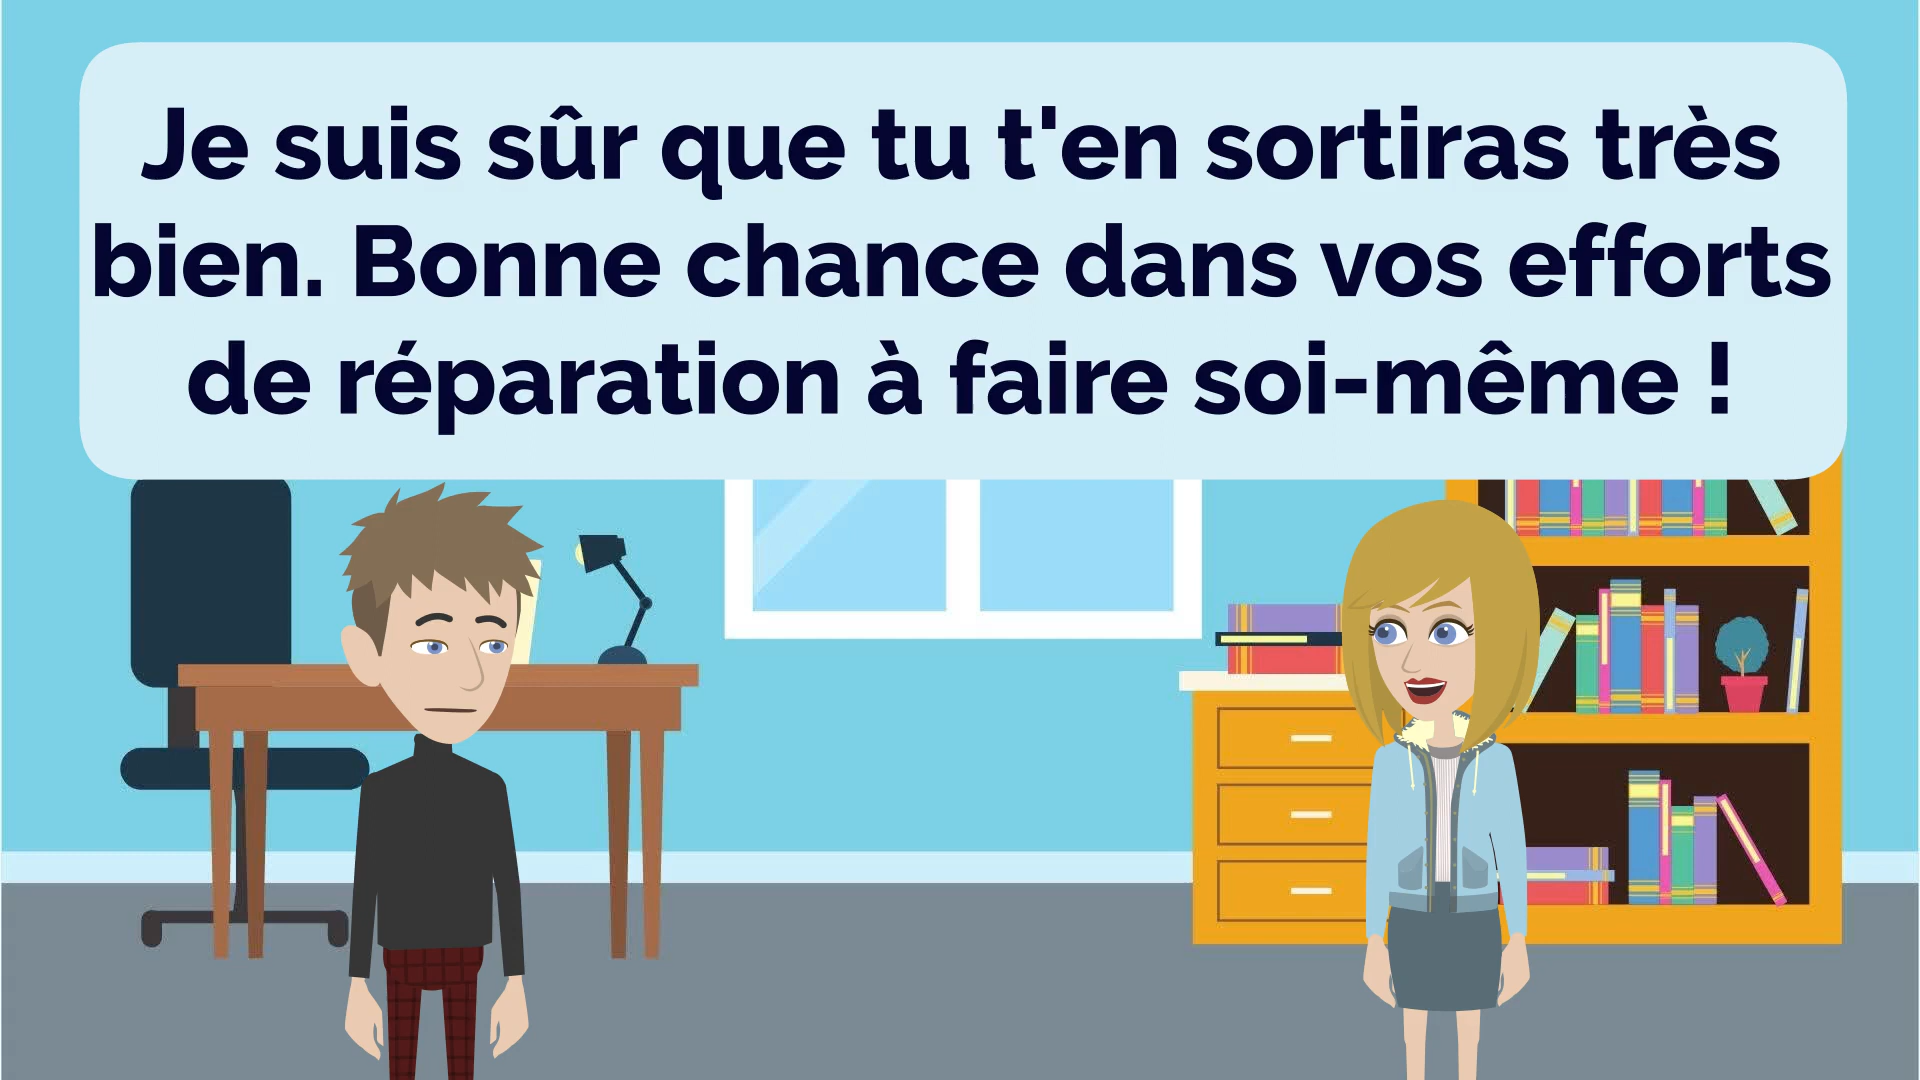 Je suis sûr que tu t'en sortiras très
bien. Bonne chance dans vos efforts
de réparation à faire soi-même !